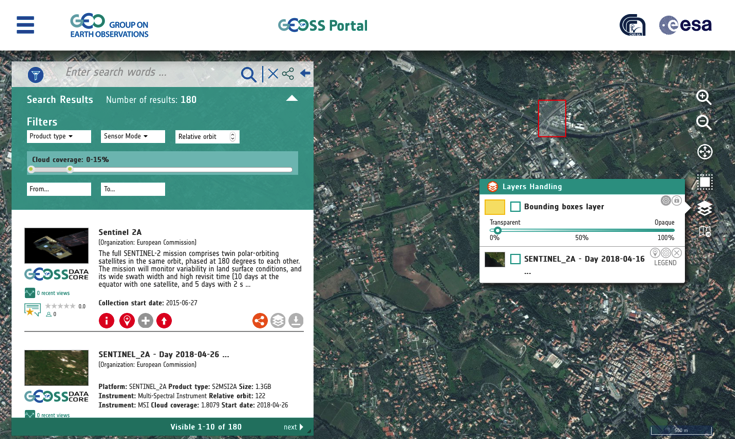 GEO GROUP ON
EARTH OBSERVATIONS
GEOSS Portal
esa
Enter search words ...
Search Results Number of results: 180
Filters
Product type
Sensor Mode
Relative orbit
Cloud coverage: 0-15%
From...
To...
Sentinel 2A
(Organization: European Commission)
The full SENTINEL-2 mission comprises twin polar-orbiting
satellites in the same orbit, phased at 180 degrees to each other.
The mission will monitor variability in land surface conditions, and
its wide swath width and high revisit time (10 days at the
equator with one satellite, and 5 days with 2 s ...
GEOSS DATA
CORE
0 recent views
0.0
0
Collection start date: 2015-06-27
SENTINEL_2A - Day 2018-04-26 ...
(Organization: European Commission)
Platform: SENTINEL_2A Product type: S2MSI2A Size: 1.3GB
Instrument: Multi-Spectral Instrument Relative orbit: 122
Instrument: MSI Cloud coverage: 1.8079 Start date: 2018-04-26
GEOSS DATA
CORE
0 recent views
Visible 1-10 of 180
next
Layers Handling
Bounding boxes layer
Transparent
Opaque
0%
50%
100%
SENTINEL_2A - Day 2018-04-16
...
LEGEND